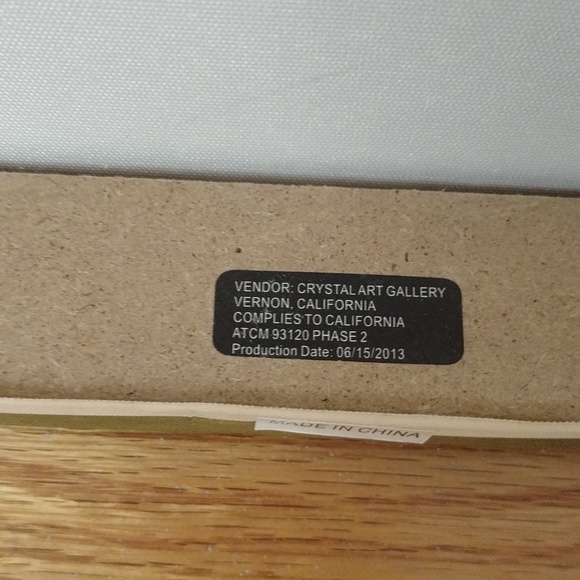 VENDOR: CRYSTAL ART GALLERY
VERNON, CALIFORNIA
COMPLIES TO CALIFORNIA
ATCM 93120 PHASE 2
Production Date: 06/15/2013
MADE IN CHINA